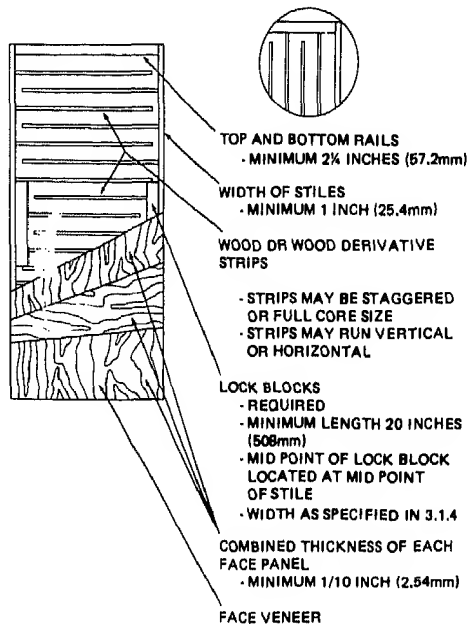 TOP AND BOTTOM RAILS
- MINIMUM 2¼ INCHES (57.2mm)
WIDTH OF STILES
- MINIMUM 1 INCH (25.4mm)
WOOD OR WOOD DERIVATIVE
STRIPS
- STRIPS MAY BE STAGGERED
OR FULL CORE SIZE
- STRIPS MAY RUN VERTICAL
OR HORIZONTAL
LOCK BLOCKS
- REQUIRED
- MINIMUM LENGTH 20 INCHES
(508mm)
- MID POINT OF LOCK BLOCK
LOCATED AT MID POINT
OF STILE
- WIDTH AS SPECIFIED IN 3.1.4
COMBINED THICKNESS OF EACH
FACE PANEL
- MINIMUM 1/10 INCH (2.54mm)
FACE VENEER